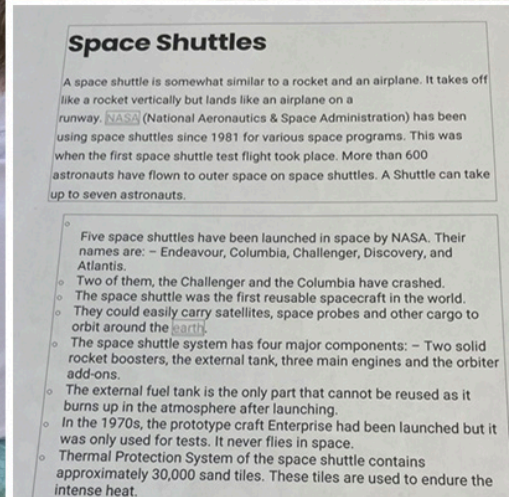 Space Shuttles
A space shuttle is somewhat similar to a rocket and an airplane. It takes off
like a rocket vertically but lands like an airplane on a
runway. NASA (National Aeronautics & Space Administration) has been
using space shuttles since 1981 for various space programs. This was
when the first space shuttle test flight took place. More than 600
astronauts have flown to outer space on space shuttles. A Shuttle can take
up to seven astronauts.
Five space shuttles have been launched in space by NASA. Their
names are: – Endeavour, Columbia, Challenger, Discovery, and
Atlantis.
Two of them, the Challenger and the Columbia have crashed.
The space shuttle was the first reusable spacecraft in the world.
They could easily carry satellites, space probes and other cargo to
orbit around the earth.
The space shuttle system has four major components: – Two solid
rocket boosters, the external tank, three main engines and the orbiter
add-ons.
The external fuel tank is the only part that cannot be reused as it
burns up in the atmosphere after launching.
In the 1970s, the prototype craft Enterprise had been launched but it
was only used for tests. It never flies in space.
Thermal Protection System of the space shuttle contains
approximately 30,000 sand tiles. These tiles are used to endure the
intense heat.